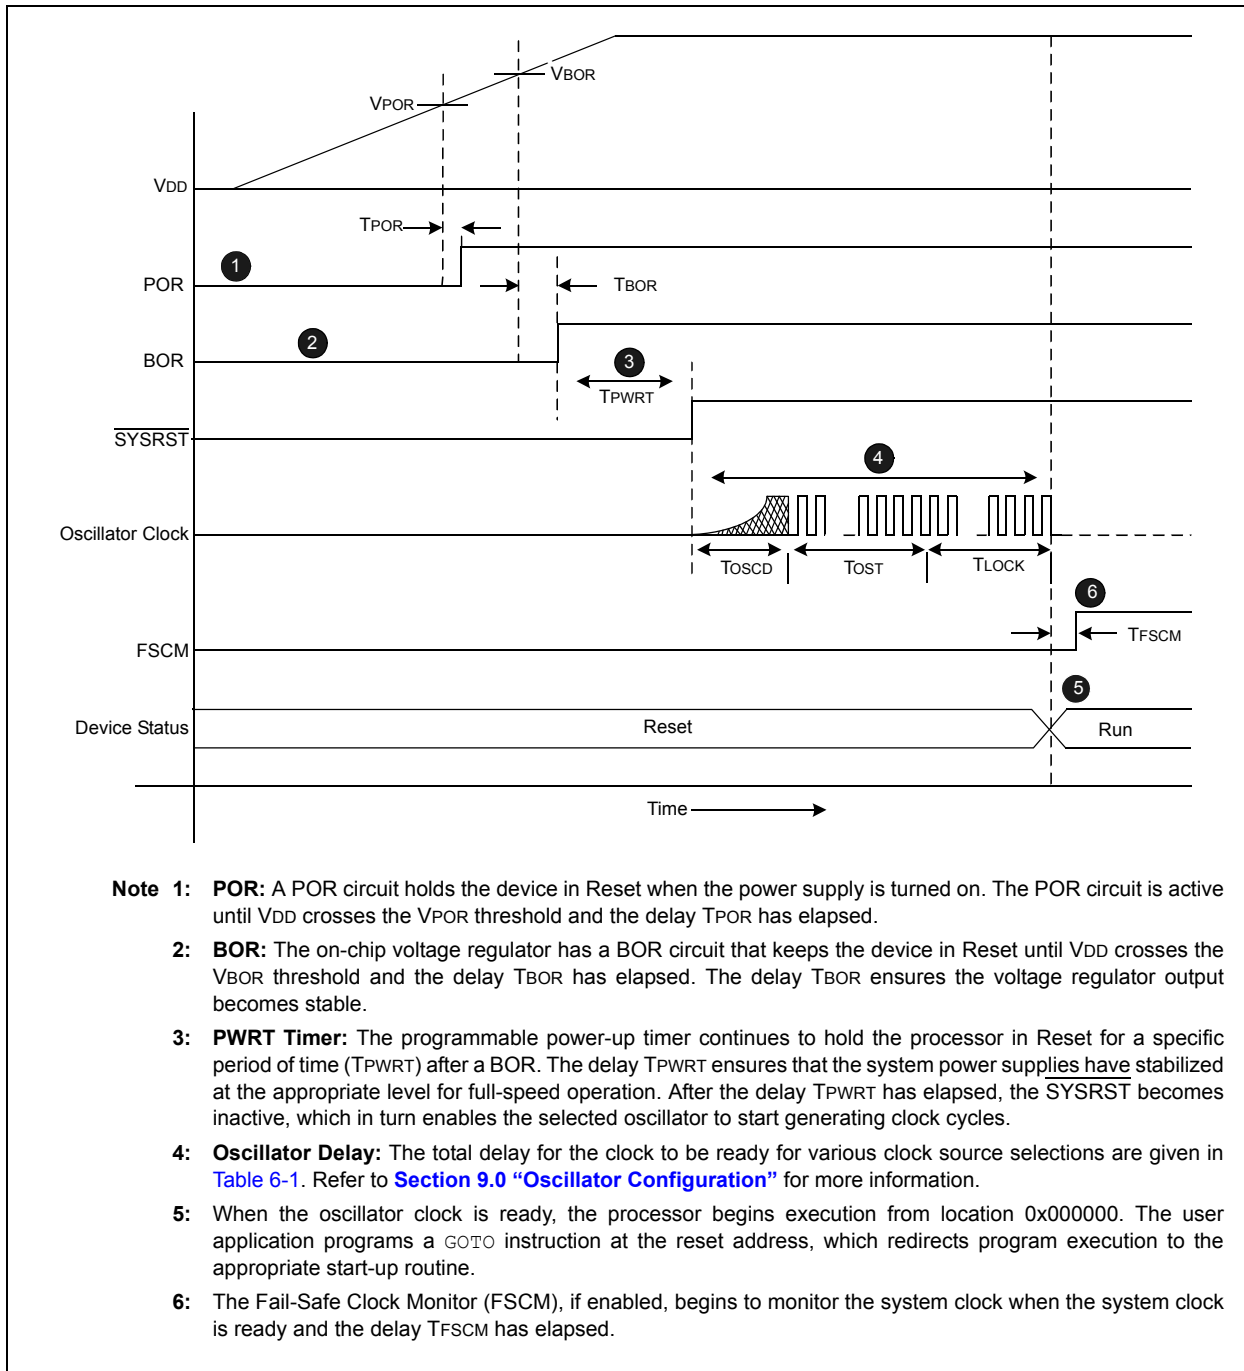 VBOR
VPOR
VDD
TPOR
1
POR
TBOR
2
BOR
3
TPWRT
SYSRST
4
Oscillator Clock
TOSCD
TOST
TLOCK
6
FSCM
TFSCM
5
Device Status
Reset
Run
Time
Note 1: POR: A POR circuit holds the device in Reset when the power supply is turned on. The POR circuit is active
until VDD crosses the VPOR threshold and the delay TPOR has elapsed.
2: BOR: The on-chip voltage regulator has a BOR circuit that keeps the device in Reset until VDD crosses the
VBOR threshold and the delay TBOR has elapsed. The delay TBOR ensures the voltage regulator output
becomes stable.
3: PWRT Timer: The programmable power-up timer continues to hold the processor in Reset for a specific
period of time (TPWRT) after a BOR. The delay TPWRT ensures that the system power supplies have stabilized
at the appropriate level for full-speed operation. After the delay TPWRT has elapsed, the SYSRST becomes
inactive, which in turn enables the selected oscillator to start generating clock cycles.
4: Oscillator Delay: The total delay for the clock to be ready for various clock source selections are given in
Table 6-1. Refer to Section 9.0 “Oscillator Configuration” for more information.
5: When the oscillator clock is ready, the processor begins execution from location 0x000000. The user
application programs a GOTO instruction at the reset address, which redirects program execution to the
appropriate start-up routine.
6: The Fail-Safe Clock Monitor (FSCM), if enabled, begins to monitor the system clock when the system clock
is ready and the delay TFSCM has elapsed.